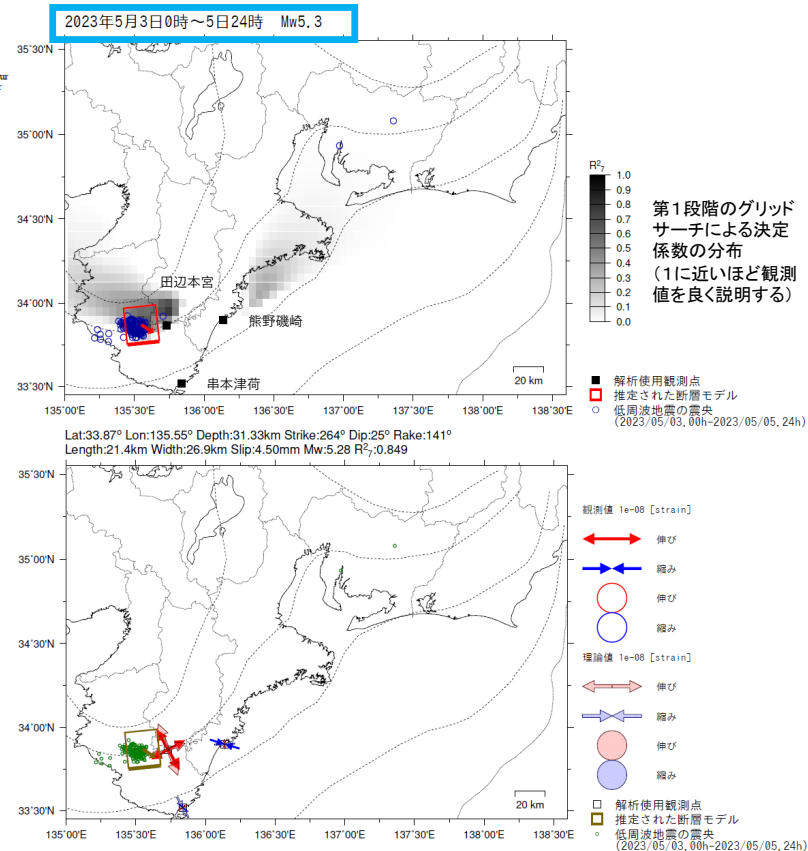 2023年5月3日0時～5日24時 Mw5.3
35°30'N
35°00'N
34°30'N
34°00'N
33°30'N
田辺本宮
熊野磯崎
串本津荷
20 km
135°00'E
135°30'E
136°00'E
136°30'E
137°00'E
137°30'E
138°00'E
138°30'E
R²₇
1.0
0.9
0.8
0.7
0.6
0.5
0.4
0.3
0.2
0.1
0.0
第1段階のグリッド
サーチによる決定
係数の分布
（1に近いほど観測
値を良く説明する）
解析使用観測点
推定された断層モデル
低周波地震の震央
(2023/05/03.00h-2023/05/05.24h)
Lat:33.87° Lon:135.55° Depth:31.33km Strike:264° Dip:25° Rake:141°
Length:21.4km Width:26.9km Slip:4.50mm Mw:5.28 R²₇:0.849
35°30'N
35°00'N
34°30'N
34°00'N
33°30'N
20 km
135°00'E
135°30'E
136°00'E
136°30'E
137°00'E
137°30'E
138°00'E
138°30'E
観測値 1e-08 [strain]
伸び
縮み
伸び
縮み
理論値 1e-08 [strain]
伸び
縮み
伸び
縮み
解析使用観測点
推定された断層モデル
低周波地震の震央
(2023/05/03.00h-2023/05/05.24h)